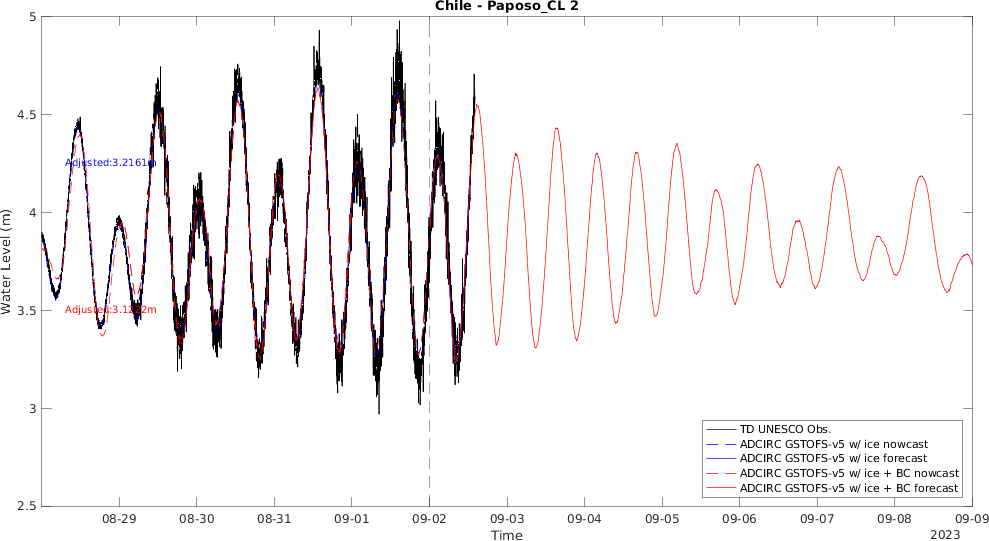 Chile - Paposo_CL 2
5
4.5
4
3.5
3
2.5
Water Level (m)
Adjusted:3.2161m
Adjusted:3.1222m
TD UNESCO Obs.
ADCIRC GSTOFS-v5 w/ ice nowcast
ADCIRC GSTOFS-v5 w/ ice forecast
ADCIRC GSTOFS-v5 w/ ice + BC nowcast
ADCIRC GSTOFS-v5 w/ ice + BC forecast
08-29 08-30 08-31 09-01 09-02 09-03 09-04 09-05 09-06 09-07 09-08 09-09
Time
2023